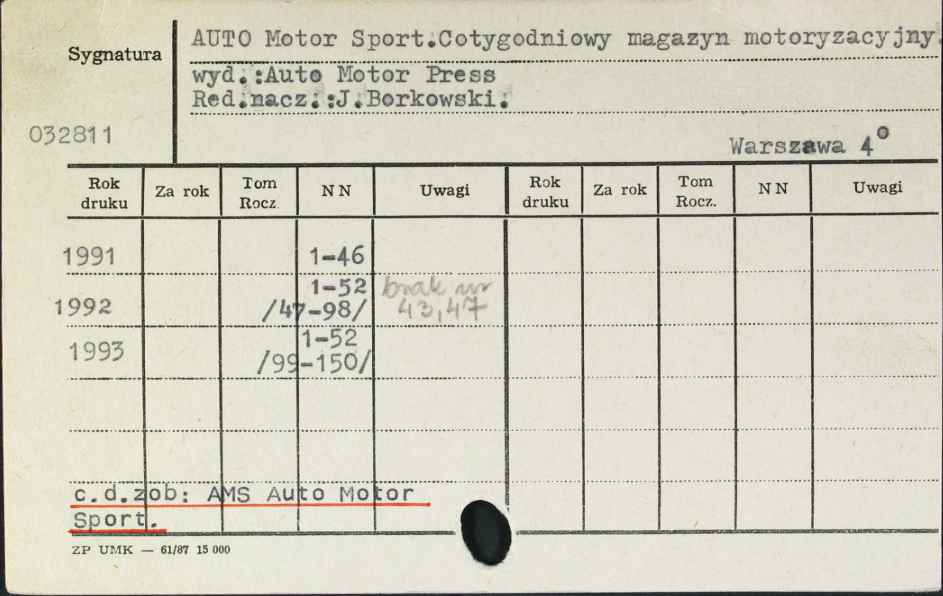 AUTO Motor Sport.Cotygodniowy magazyn motoryzacyjny.
Sygnatura
wyd.:Auto Motor Press
Red.nacz.:J.Borkowski.
032811
Warszawa 4°
Rok druku Za rok Tom Rocz. NN Uwagi Rok druku Za rok Tom Rocz. NN Uwagi
1991 1-46
1992 1-52 brak nr
/47-98/ 43,47
1993 1-52
/99-150/
c.d.zob: AMS Auto Motor
Sport.
ZP UMK — 61/87 15 000